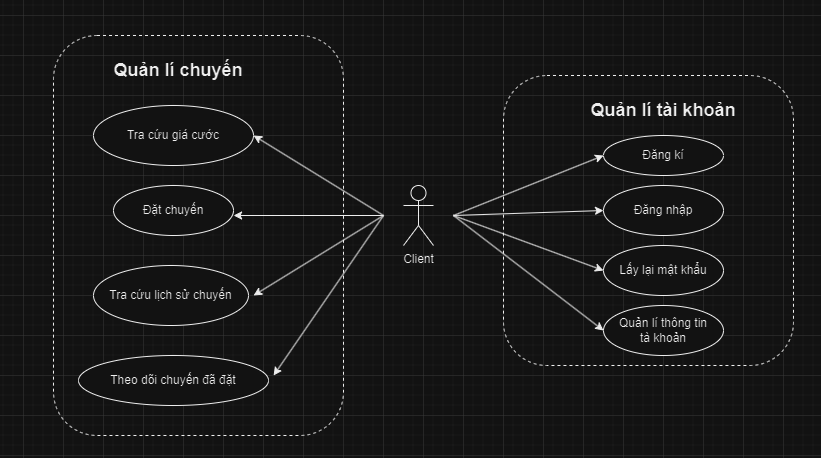 Quản lí chuyến
Tra cứu giá cước
Đặt chuyến
Tra cứu lịch sử chuyến
Theo dõi chuyến đã đặt
Client
Quản lí tài khoản
Đăng kí
Đăng nhập
Lấy lại mật khẩu
Quản lí thông tin
tà khoản